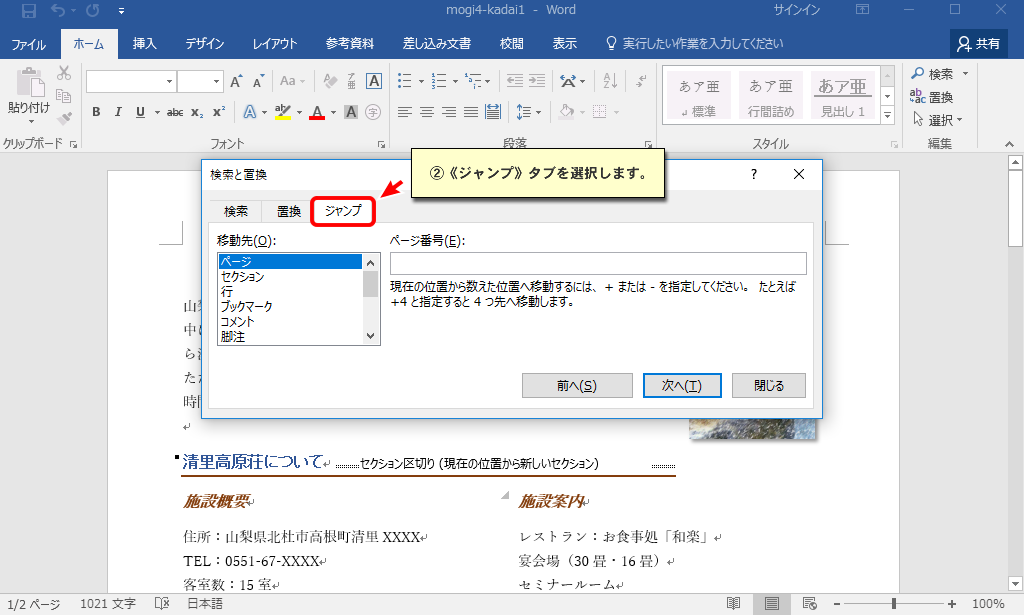 mogi4-kadai1 - Word
サインイン
ファイル ホーム 挿入 デザイン レイアウト 参考資料 差し込み文書 校閲 表示 実行したい作業を入力してください 共有
貼り付け
クリップボード
Aa
B I U abc x₂ x²
フォント
段落
あア亜 あア亜 あア亜
標準 行間詰め 見出し 1
スタイル
検索
置換
選択
編集
検索と置換
②《ジャンプ》タブを選択します。
検索 置換 ジャンプ
移動先(O):
ページ
セクション
行
ブックマーク
コメント
脚注
ページ番号(E):
現在の位置から数えた位置へ移動するには、+ または - を指定してください。 たとえば
+4 と指定すると 4 つ先へ移動します。
前へ(S) 次へ(T) 閉じる
山梨
中
ら
た
時間
清里高原荘について
セクション区切り (現在の位置から新しいセクション)
施設概要
住所：山梨県北杜市高根町清里 XXXX
TEL：0551-67-XXXX
客室数：15 室
施設案内
レストラン：お食事処「和楽」
宴会場（30 畳・16 畳）
セミナールーム
1/2 ページ 1021 文字 日本語 100%